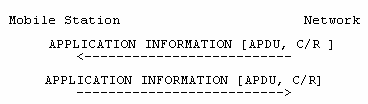 Mobile Station Network
APPLICATION INFORMATION [APDU, C/R ]
<--------------------------
APPLICATION INFORMATION [APDU, C/R]
-------------------------->